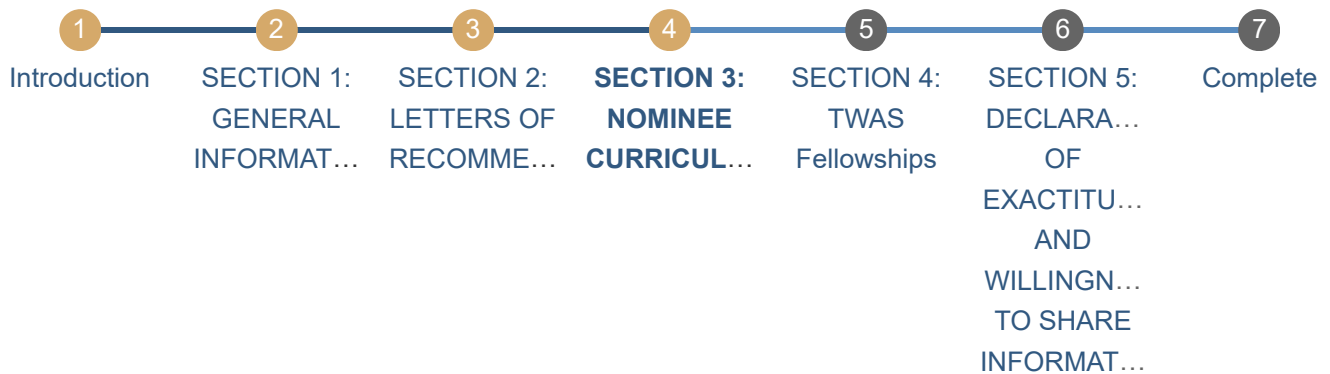 1 2 3 4 5 6 7
Introduction
SECTION 1:
GENERAL
INFORMAT...
SECTION 2:
LETTERS OF
RECOMME...
SECTION 3:
NOMINEE
CURRICUL...
SECTION 4:
TWAS
Fellowships
SECTION 5:
DECLARA...
OF
EXACTITU...
AND
WILLINGN...
TO SHARE
INFORMAT...
Complete